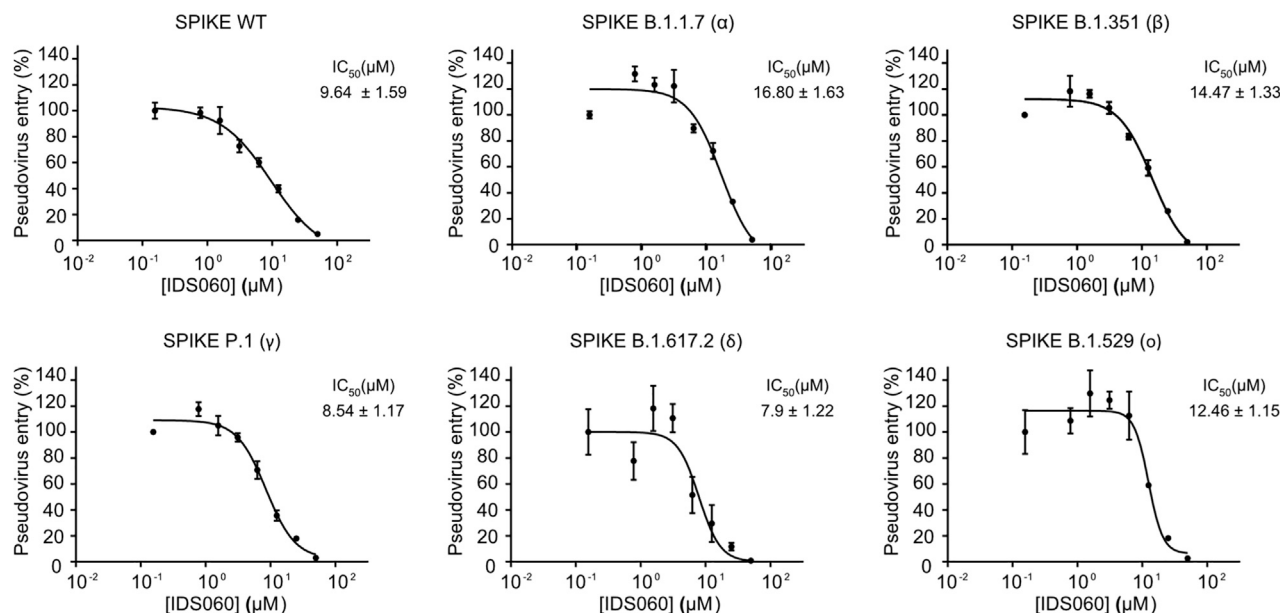 SPIKE WT
Pseudovirus entry (%)
140
120
100
80
60
40
20
0
10⁻² 10⁻¹ 10⁰ 10¹ 10²
[IDS060] (µM)
IC₅₀(µM)
9.64 ± 1.59
SPIKE B.1.1.7 (α)
Pseudovirus entry (%)
140
120
100
80
60
40
20
0
10⁻² 10⁻¹ 10⁰ 10¹ 10²
[IDS060] (µM)
IC₅₀(µM)
16.80 ± 1.63
SPIKE B.1.351 (β)
Pseudovirus entry (%)
140
120
100
80
60
40
20
0
10⁻² 10⁻¹ 10⁰ 10¹ 10²
[IDS060] (µM)
IC₅₀(µM)
14.47 ± 1.33
SPIKE P.1 (γ)
Pseudovirus entry (%)
140
120
100
80
60
40
20
0
10⁻² 10⁻¹ 10⁰ 10¹ 10²
[IDS060] (µM)
IC₅₀(µM)
8.54 ± 1.17
SPIKE B.1.617.2 (δ)
Pseudovirus entry (%)
140
120
100
80
60
40
20
0
10⁻² 10⁻¹ 10⁰ 10¹ 10²
[IDS060] (µM)
IC₅₀(µM)
7.9 ± 1.22
SPIKE B.1.529 (ο)
Pseudovirus entry (%)
140
120
100
80
60
40
20
0
10⁻² 10⁻¹ 10⁰ 10¹ 10²
[IDS060] (µM)
IC₅₀(µM)
12.46 ± 1.15